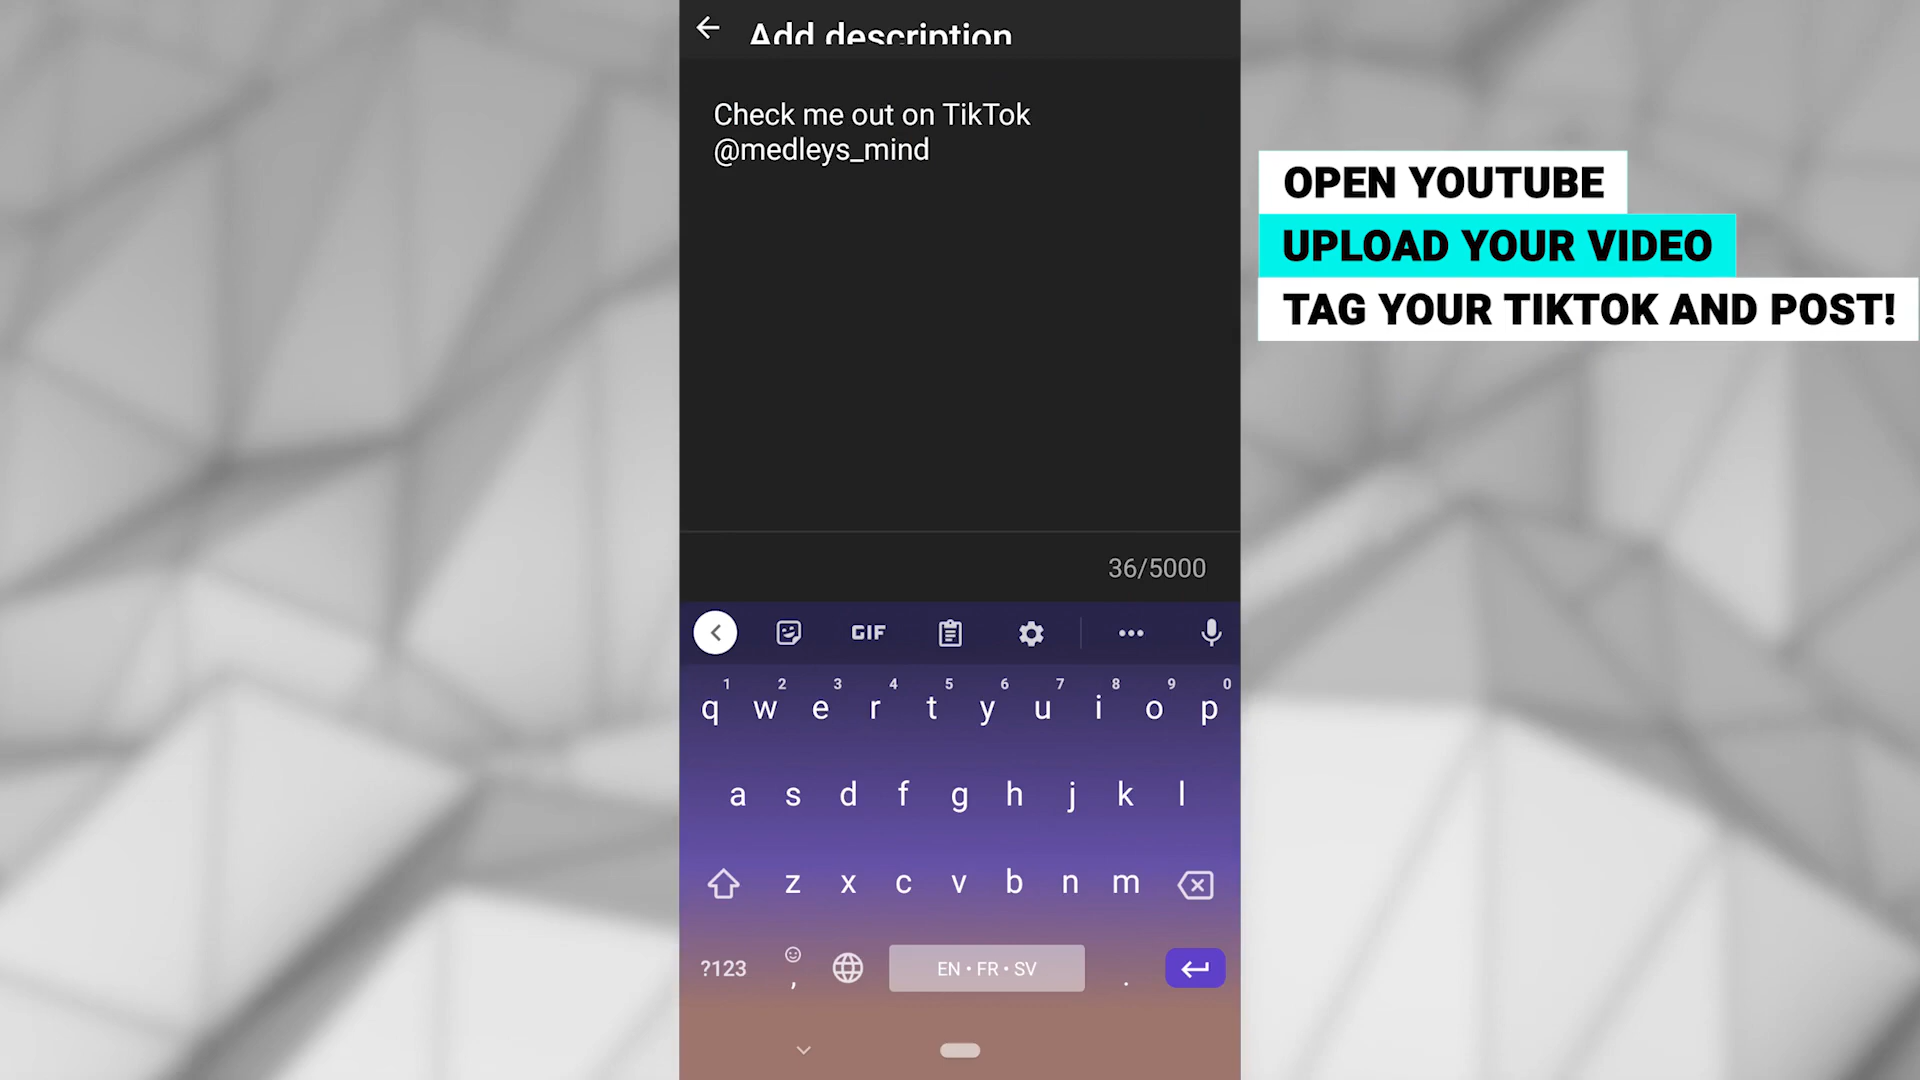 Add description
Check me out on TikTok
@medleys_mind
OPEN YOUTUBE
UPLOAD YOUR VIDEO
TAG YOUR TIKTOK AND POST!
36/5000
GIF
1 2 3 4 5 6 7 8 9 0
q w e r t y u i o p
a s d f g h j k l
z x c v b n m
?123 , EN • FR • SV .